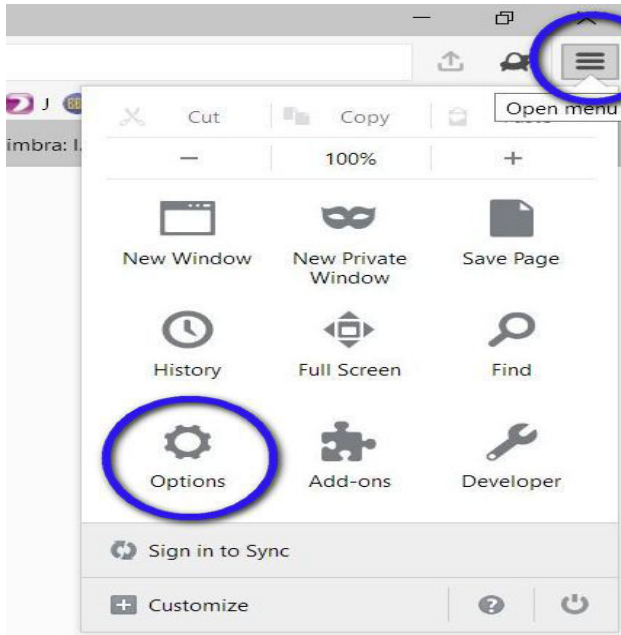 J
Open menu
Cut Copy
imbra: I.
100%
New Window New Private Window Save Page
History Full Screen Find
Options Add-ons Developer
Sign in to Sync
Customize